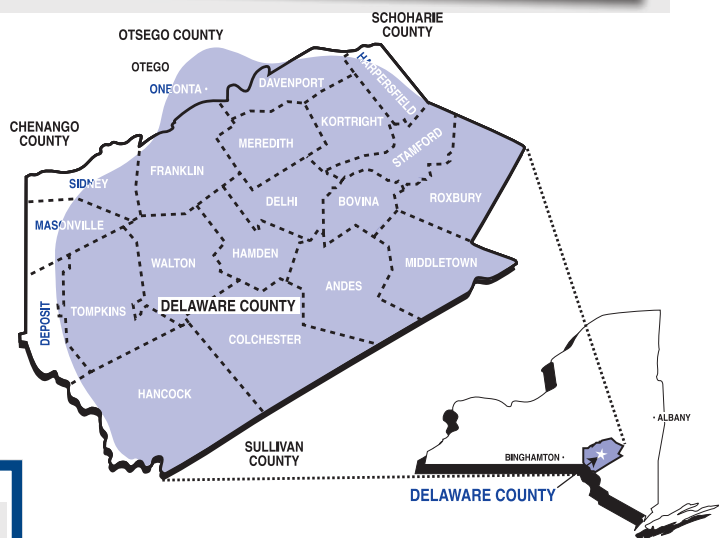 SCHOHARIE
COUNTY
OTSEGO COUNTY
OTEGO
ONEONTA
DAVENPORT
HARPERSFIELD
CHENANGO
COUNTY
KORTRIGHT
MEREDITH
STAMFORD
FRANKLIN
SIDNEY
DELHI
BOVINA
ROXBURY
MASONVILLE
HAMDEN
WALTON
MIDDLETOWN
ANDES
DELAWARE COUNTY
TOMPKINS
DEPOSIT
COLCHESTER
HANCOCK
SULLIVAN
COUNTY
ALBANY
BINGHAMTON
DELAWARE COUNTY